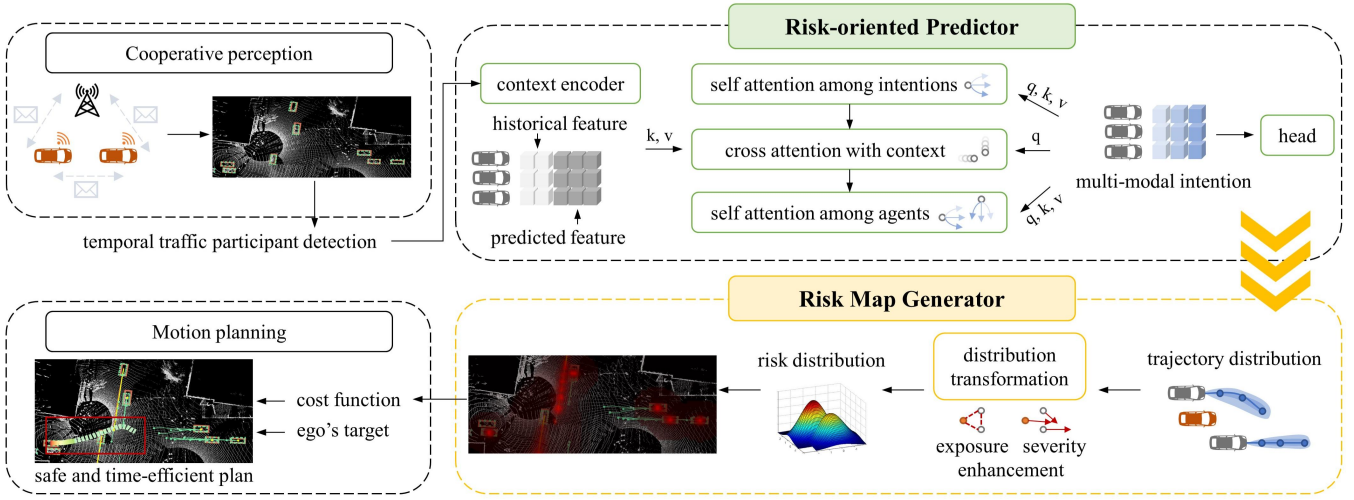 Cooperative perception
temporal traffic participant detection
Risk-oriented Predictor
context encoder
historical feature
predicted feature
k, v
self attention among intentions
cross attention with context
self attention among agents
q, k, v
q
q, k, v
multi-modal intention
head
Risk Map Generator
trajectory distribution
distribution
transformation
exposure
severity
enhancement
risk distribution
Motion planning
cost function
ego's target
safe and time-efficient plan